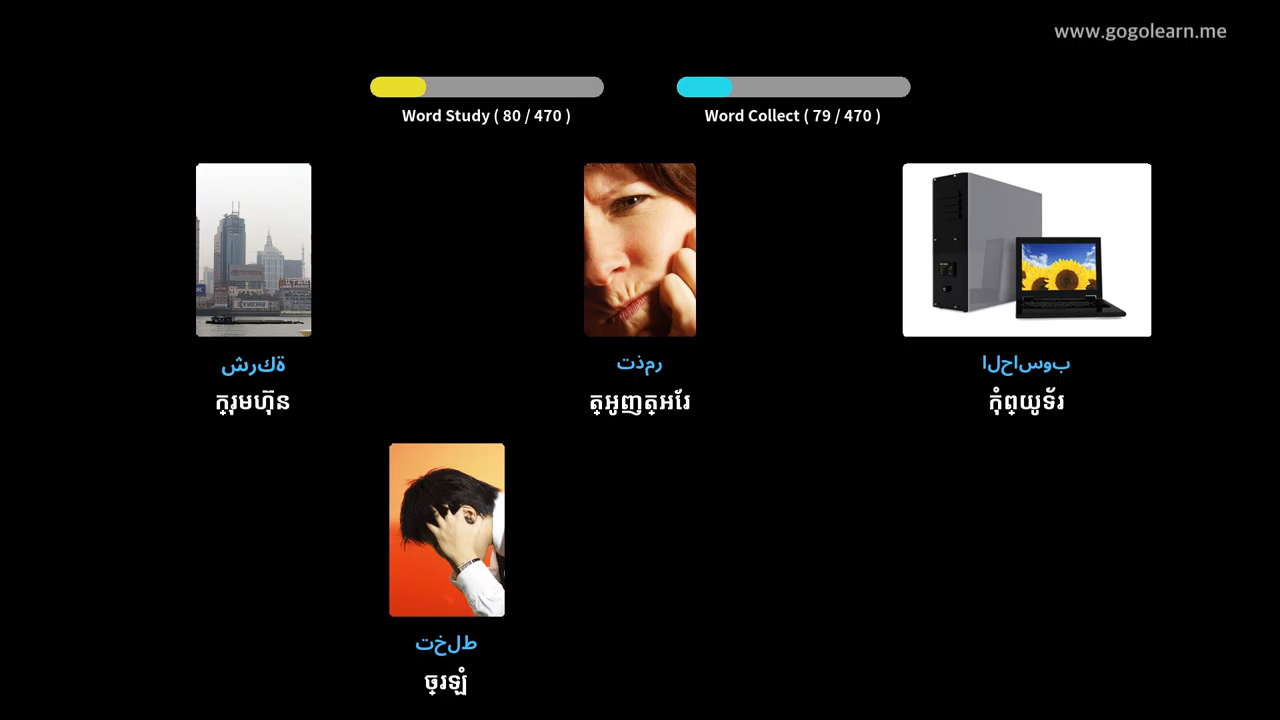 www.gogolearn.me
Word Study ( 80 / 470 )
Word Collect ( 79 / 470 )
شركة
ក្រុមហ៊ុន
تذمر
ត្អូញត្អែរ
الحاسوب
កុំព្យូទ័រ
تخلط
ច្រឡំ